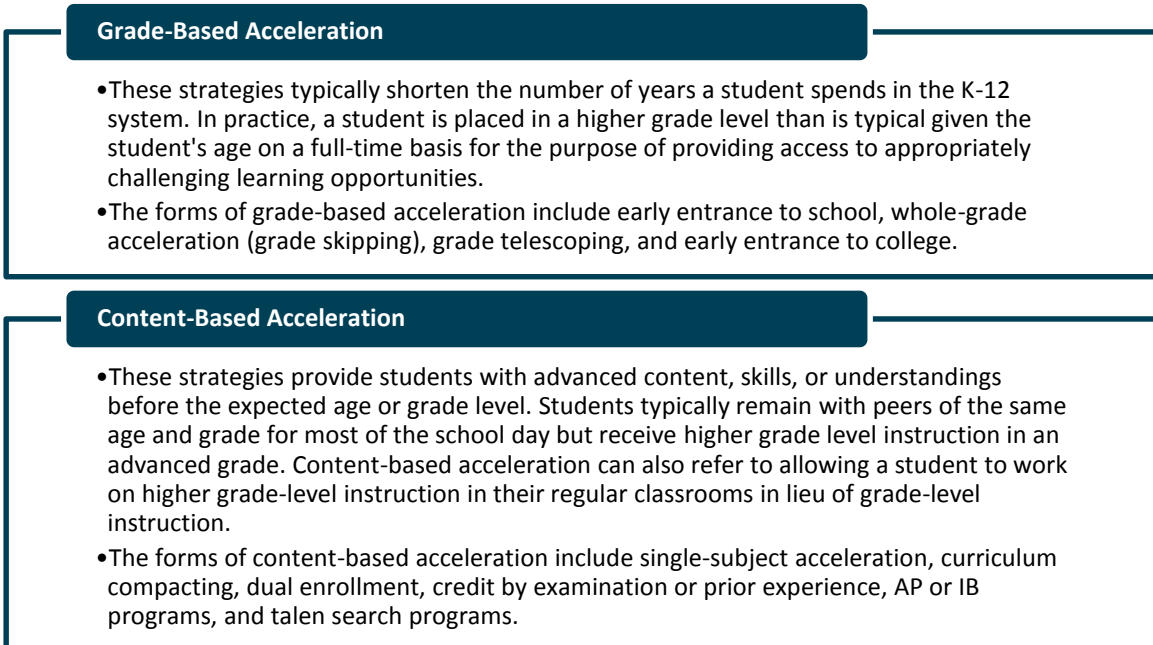 Grade-Based Acceleration
•These strategies typically shorten the number of years a student spends in the K-12
system. In practice, a student is placed in a higher grade level than is typical given the
student's age on a full-time basis for the purpose of providing access to appropriately
challenging learning opportunities.
•The forms of grade-based acceleration include early entrance to school, whole-grade
acceleration (grade skipping), grade telescoping, and early entrance to college.
Content-Based Acceleration
•These strategies provide students with advanced content, skills, or understandings
before the expected age or grade level. Students typically remain with peers of the same
age and grade for most of the school day but receive higher grade level instruction in an
advanced grade. Content-based acceleration can also refer to allowing a student to work
on higher grade-level instruction in their regular classrooms in lieu of grade-level
instruction.
•The forms of content-based acceleration include single-subject acceleration, curriculum
compacting, dual enrollment, credit by examination or prior experience, AP or IB
programs, and talen search programs.